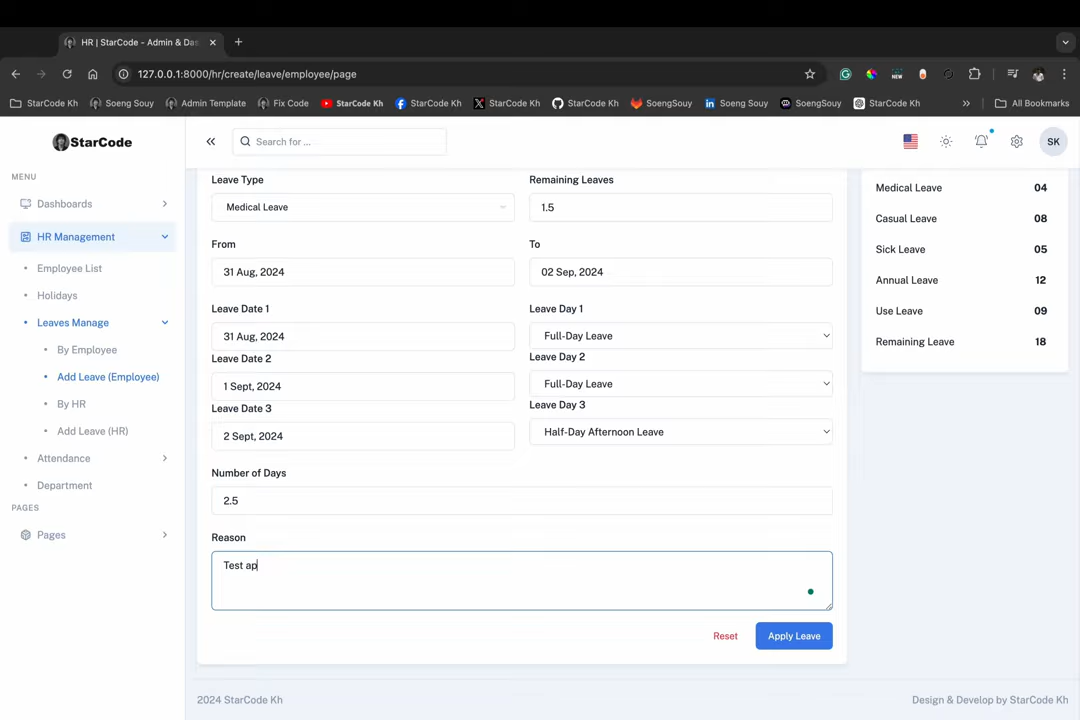 HR | StarCode - Admin & Das
127.0.0.1:8000/hr/create/leave/employee/page
StarCode Kh
Soeng Souy
Admin Template
Fix Code
StarCode Kh
StarCode Kh
StarCode Kh
StarCode Kh
SoengSouy
Soeng Souy
SoengSouy
StarCode Kh
All Bookmarks
StarCode
Search for ...
SK
MENU
Dashboards
HR Management
Employee List
Holidays
Leaves Manage
By Employee
Add Leave (Employee)
By HR
Add Leave (HR)
Attendance
Department
PAGES
Pages
Leave Type
Remaining Leaves
Medical Leave
1.5
From
To
31 Aug, 2024
02 Sep, 2024
Leave Date 1
Leave Day 1
31 Aug, 2024
Full-Day Leave
Leave Date 2
Leave Day 2
1 Sept, 2024
Full-Day Leave
Leave Date 3
Leave Day 3
2 Sept, 2024
Half-Day Afternoon Leave
Number of Days
2.5
Reason
Test ap
Reset
Apply Leave
Medical Leave 04
Casual Leave 08
Sick Leave 05
Annual Leave 12
Use Leave 09
Remaining Leave 18
2024 StarCode Kh
Design & Develop by StarCode Kh